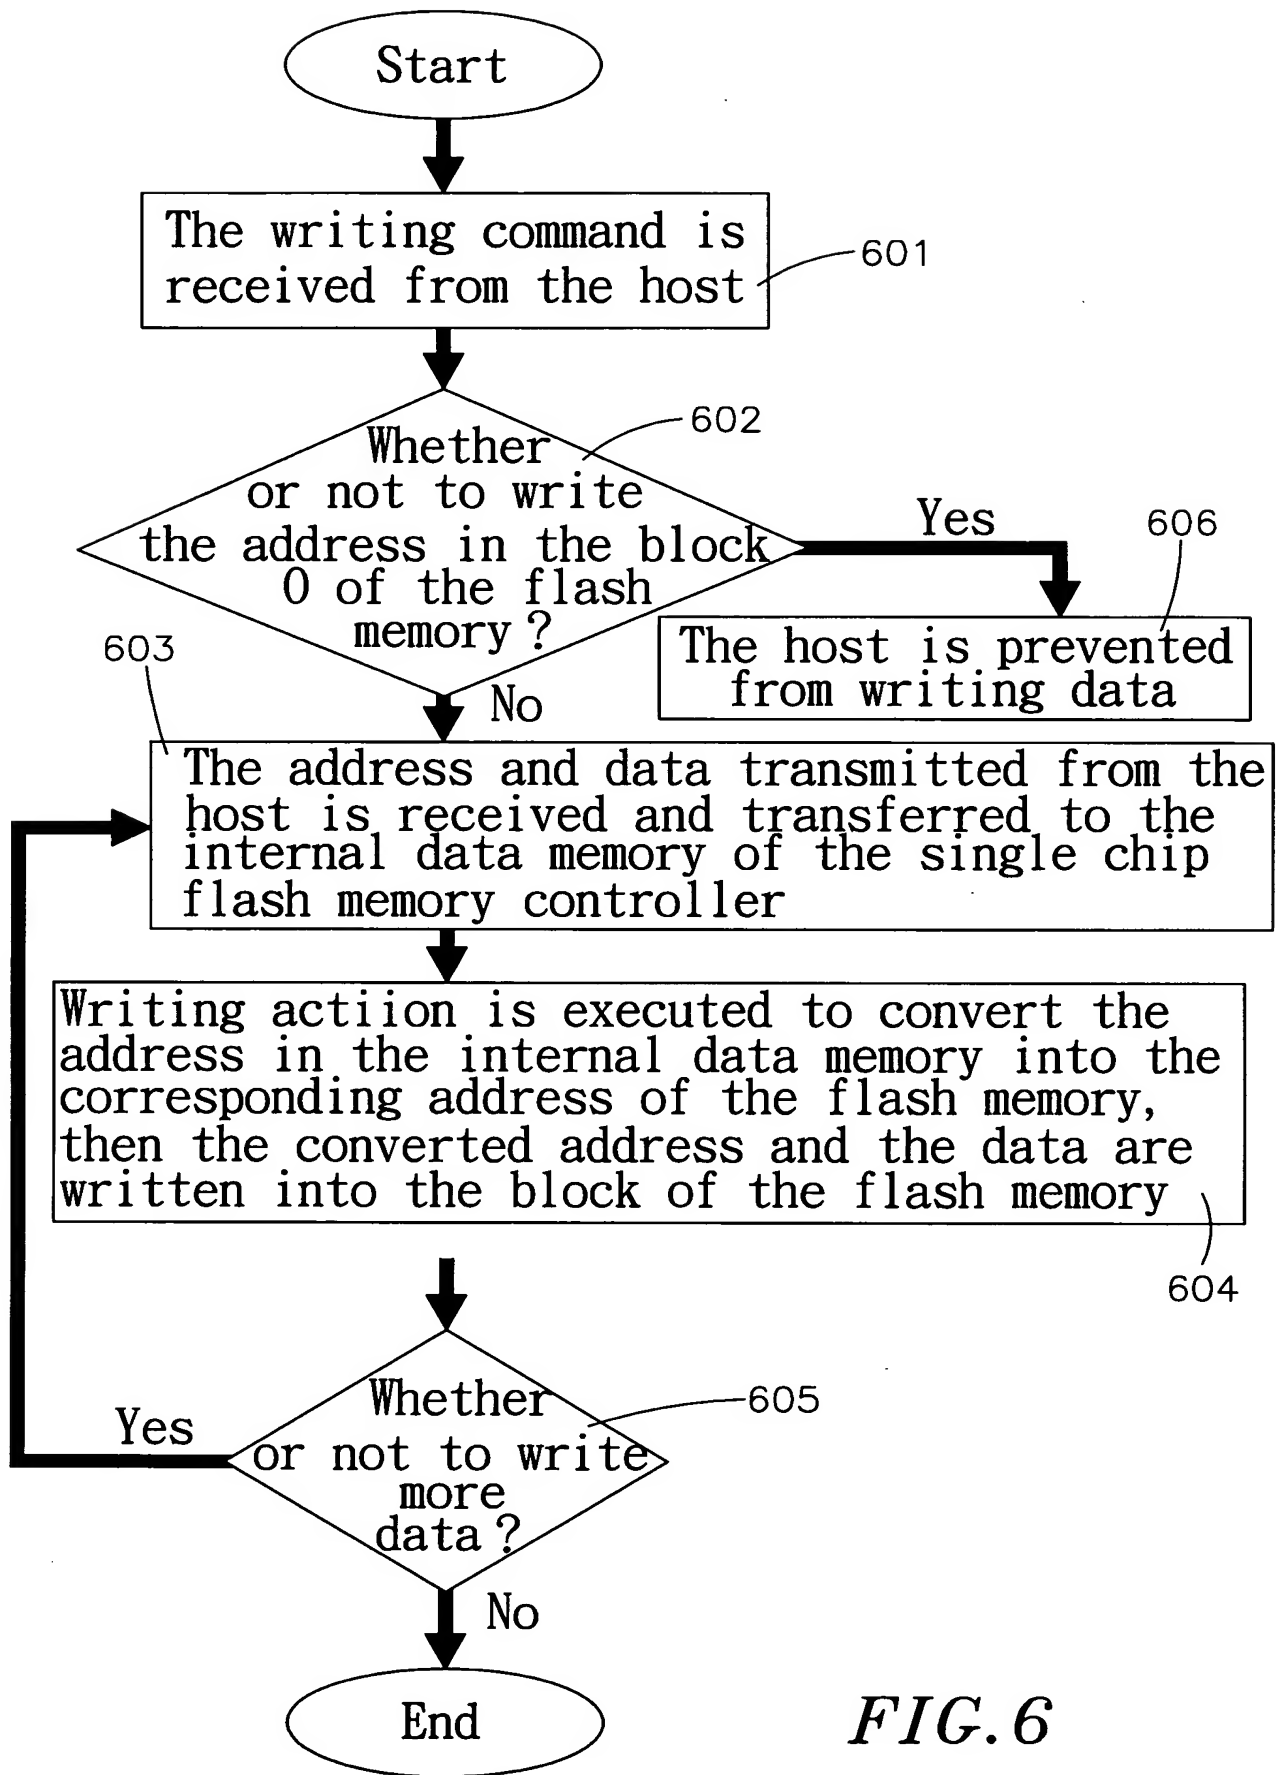 Start
The writing command is
received from the host
601
Whether
or not to write
the address in the block
0 of the flash
memory?
602
Yes
606
The host is prevented
from writing data
603
No
The address and data transmitted from the
host is received and transferred to the
internal data memory of the single chip
flash memory controller
Writing actiion is executed to convert the
address in the internal data memory into the
corresponding address of the flash memory,
then the converted address and the data are
written into the block of the flash memory
604
Whether
or not to write
more
data?
605
Yes
No
End
FIG.6